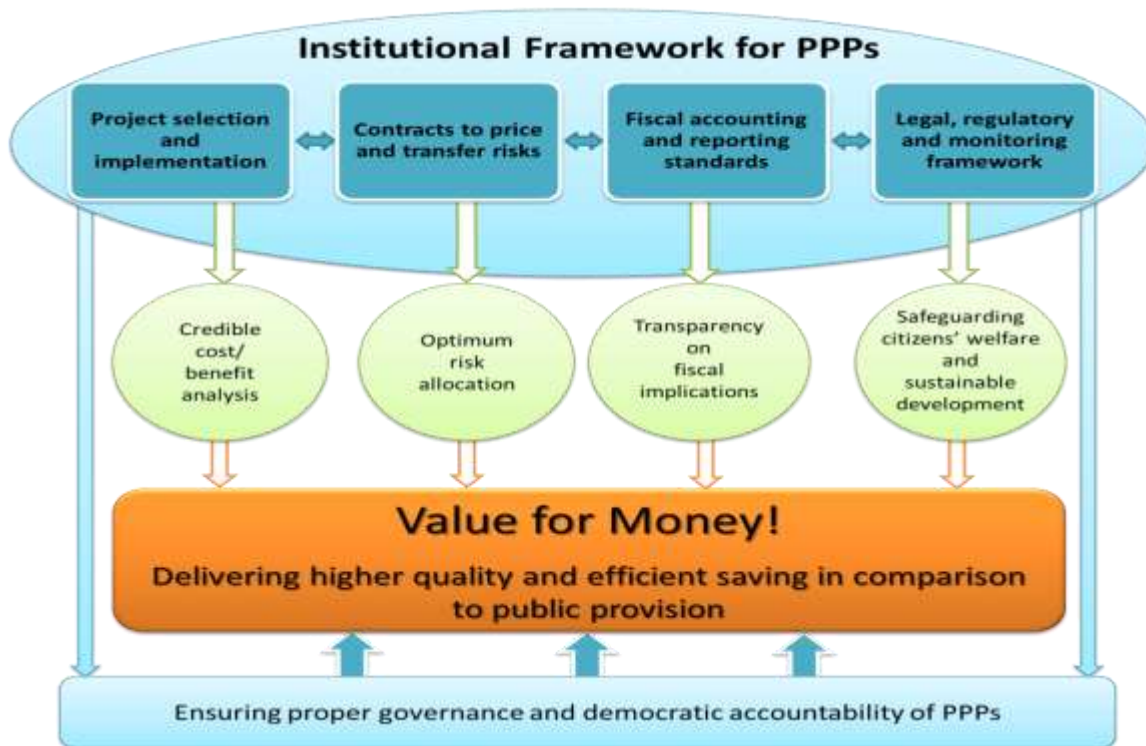 Institutional Framework for PPPs
Project selection
and
implementation
Contracts to price
and transfer risks
Fiscal accounting
and reporting
standards
Legal, regulatory
and monitoring
framework
Credible
cost/
benefit
analysis
Optimum
risk
allocation
Transparency
on
fiscal
implications
Safeguarding
citizens’ welfare
and
sustainable
development
Value for Money!
Delivering higher quality and efficient saving in comparison
to public provision
Ensuring proper governance and democratic accountability of PPPs